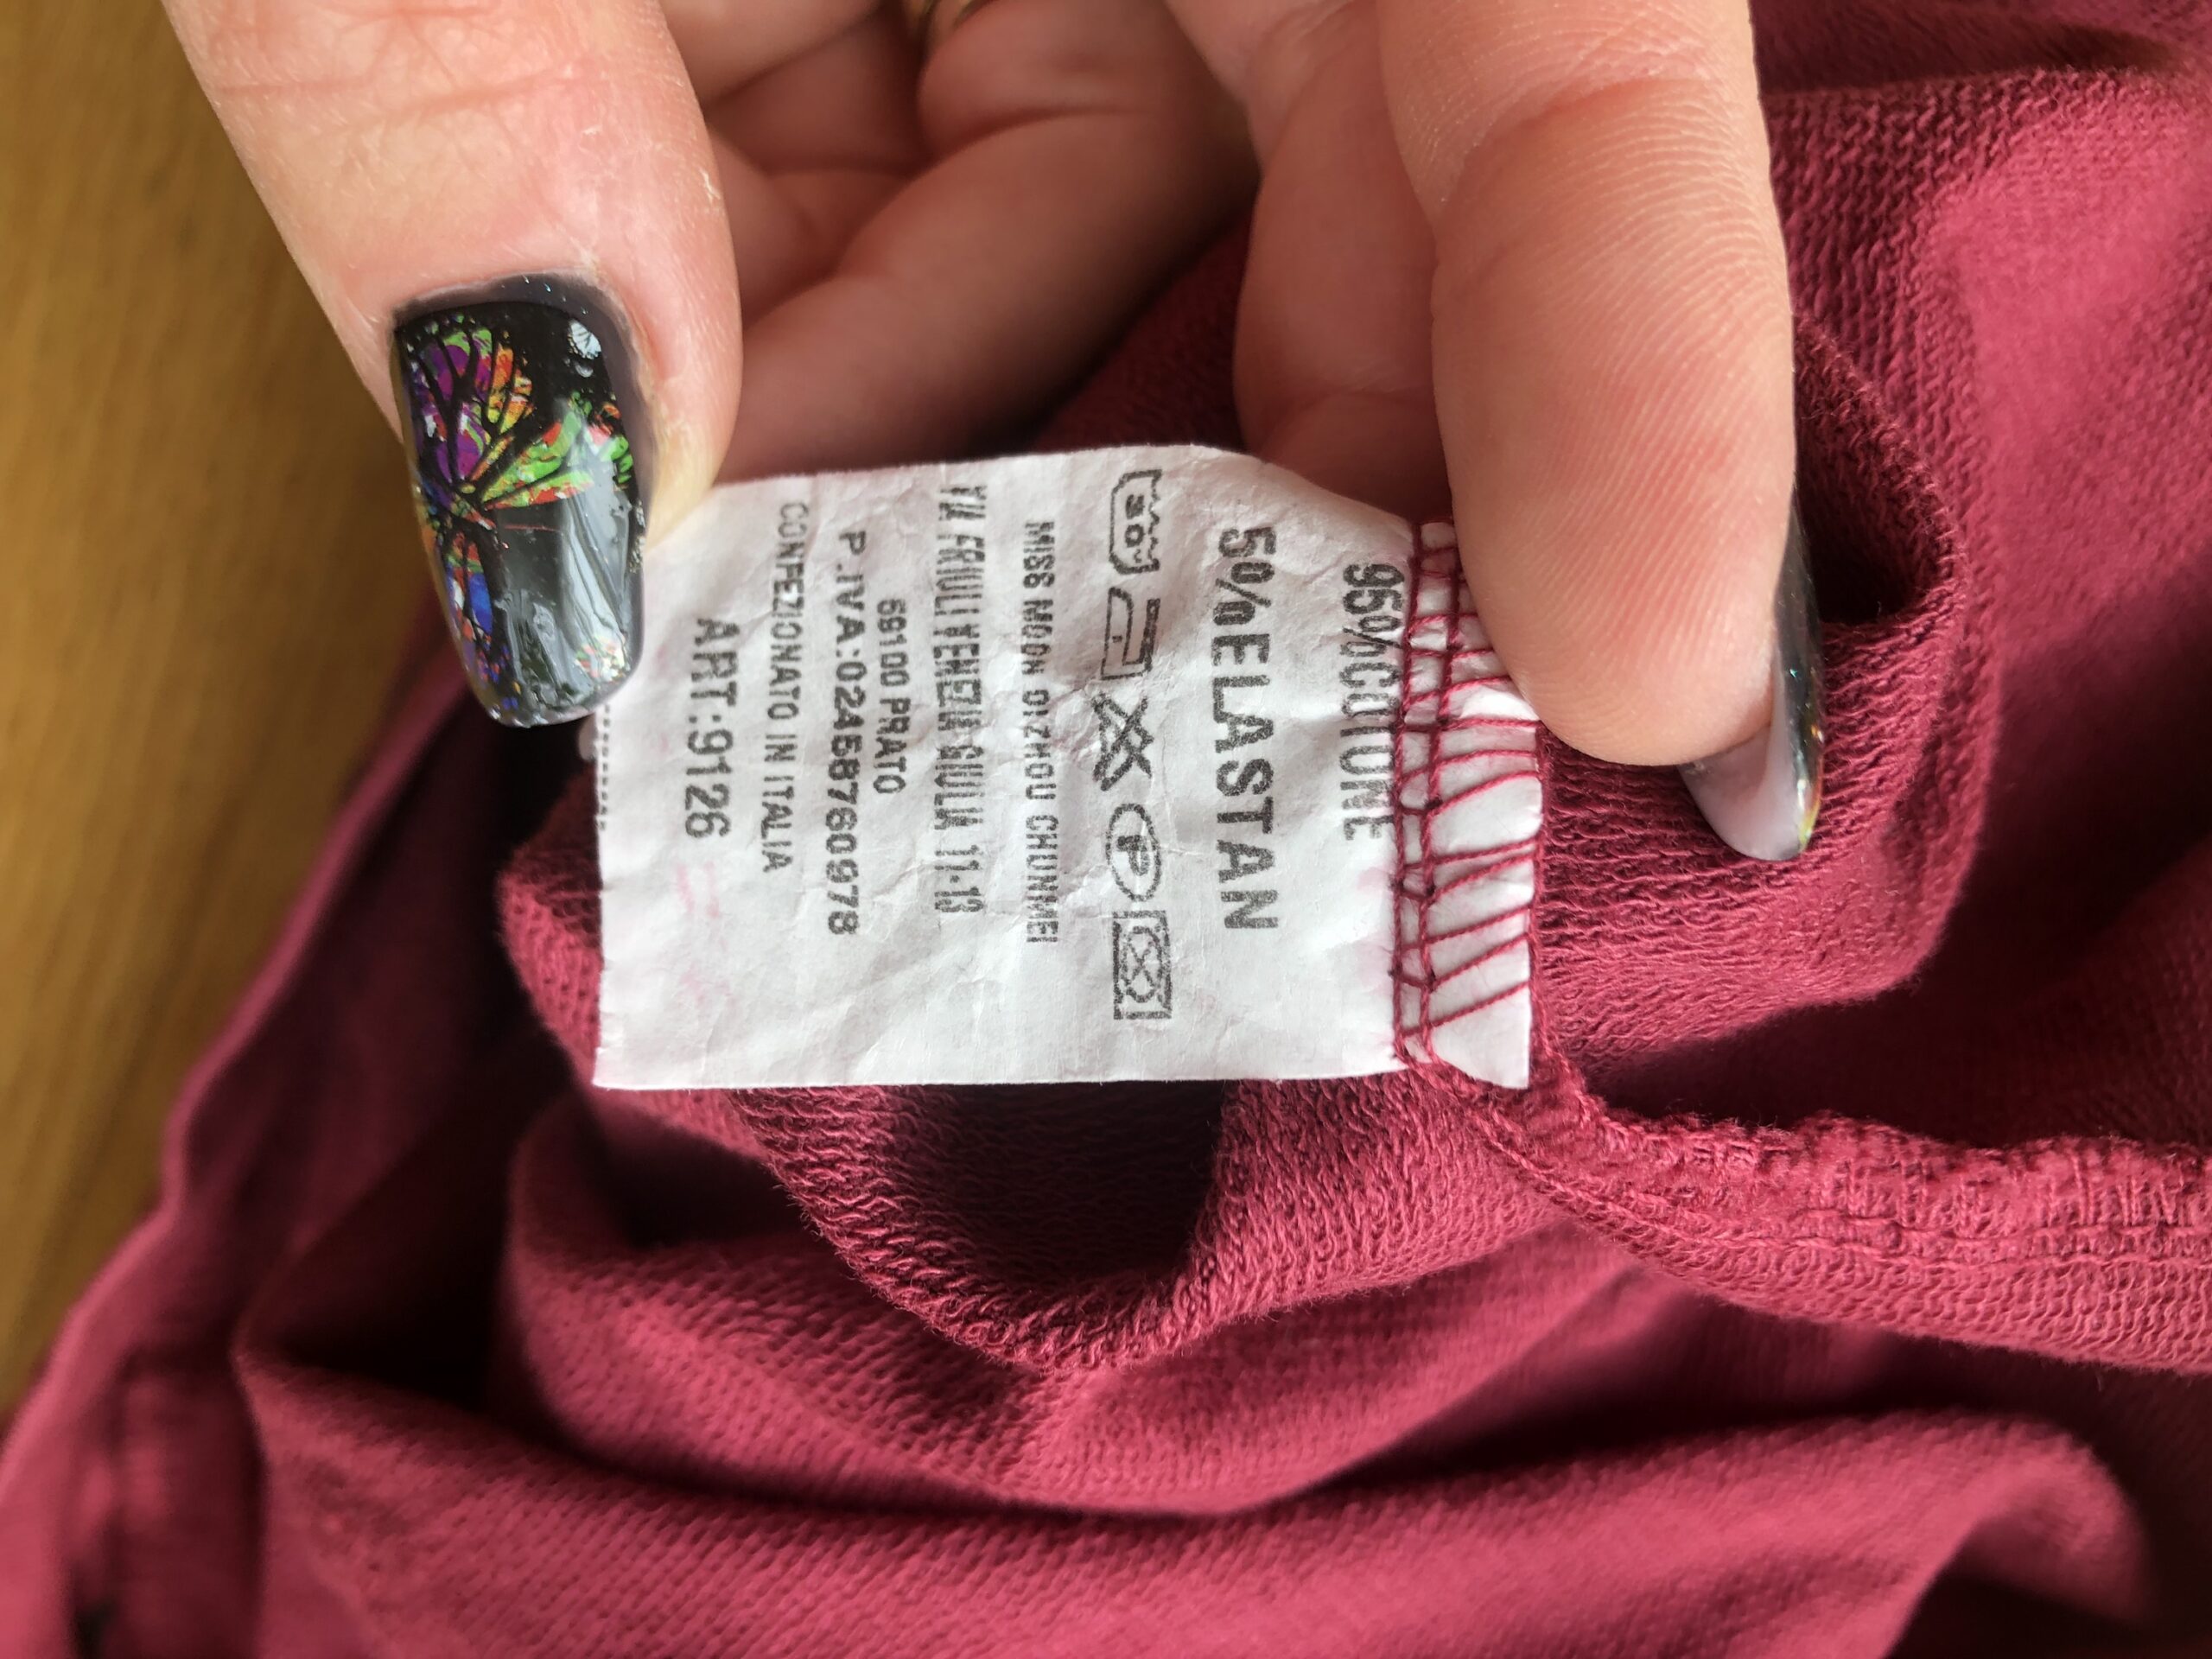 95%COTONE
5%ELASTAN
30 P
MISS MOON DI ZHOU CHUNMEI
VIA FRIULI VENEZIA GIULIA 11-13
59100 PRATO
P.IVA:02458760978
CONFEZIONATO IN ITALIA
ART:9126